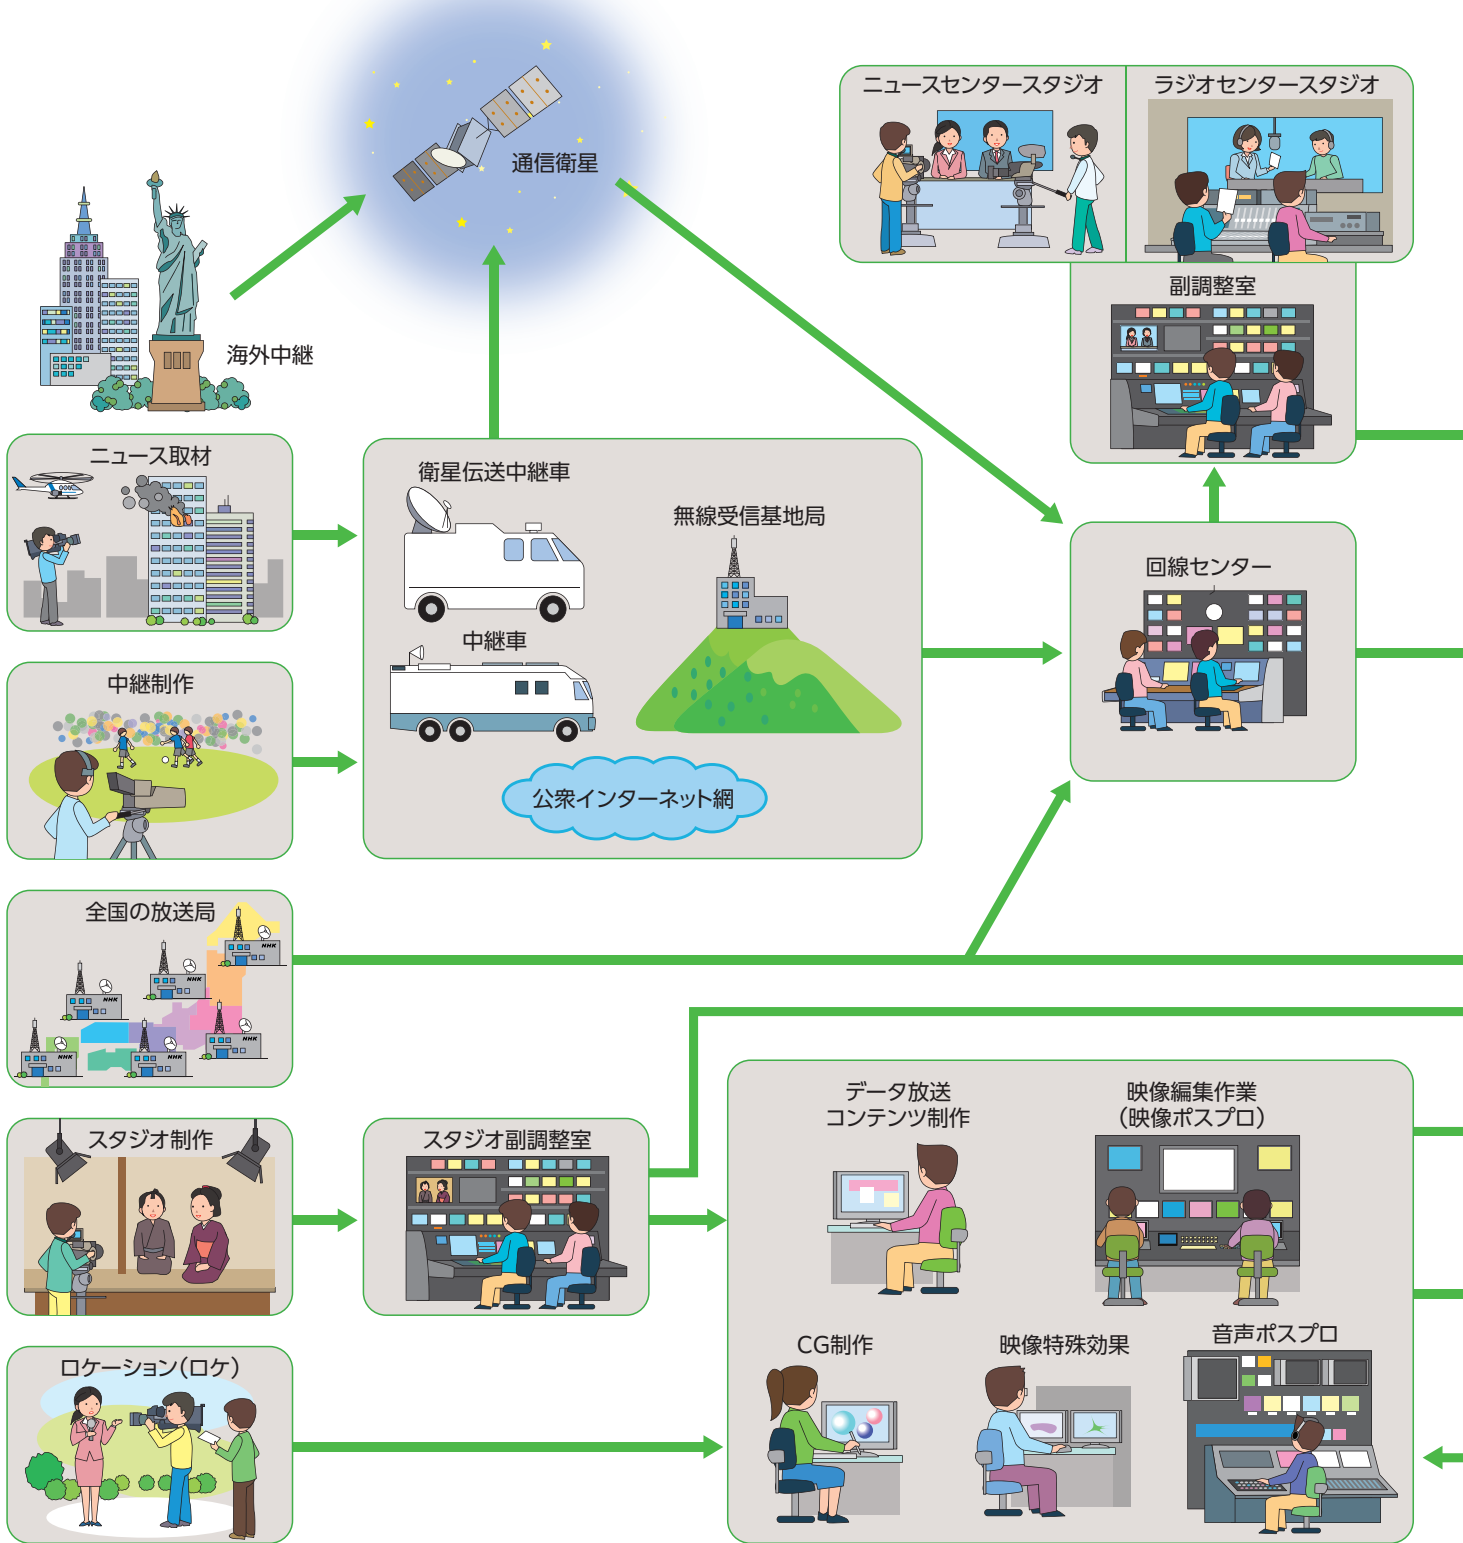 ニュースセンタースタジオ
ラジオセンタースタジオ
通信衛星
副調整室
海外中継
ニュース取材
衛星伝送中継車
無線受信基地局
回線センター
中継車
中継制作
公衆インターネット網
全国の放送局
NHK
NHK
NHK
NHK
NHK
NHK
データ放送
コンテンツ制作
映像編集作業
（映像ポスプロ）
スタジオ制作
スタジオ副調整室
CG制作
映像特殊効果
音声ポスプロ
ロケーション（ロケ）